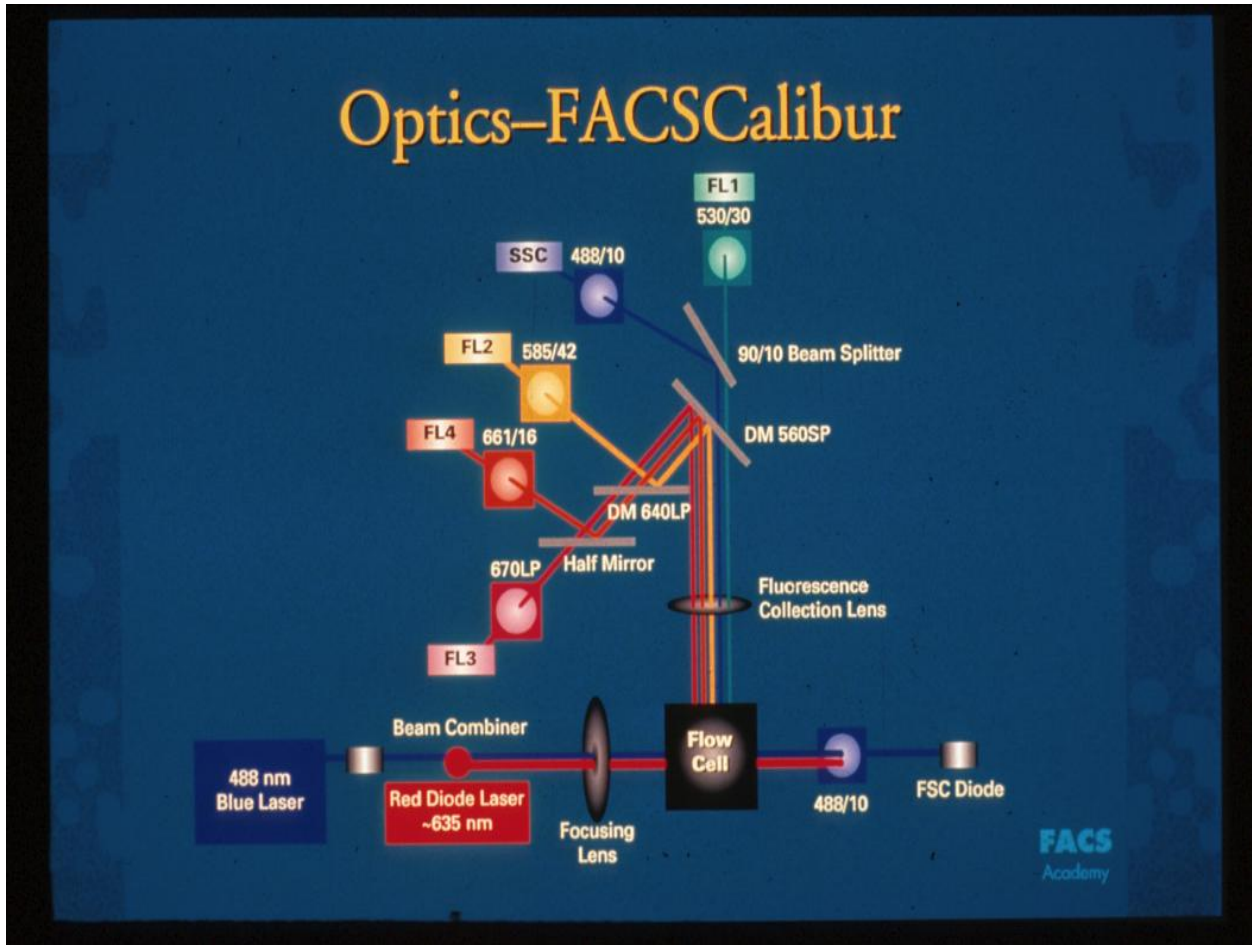 Optics–FACSCalibur
FL1
530/30
SSC
488/10
90/10 Beam Splitter
FL2
585/42
DM 560SP
FL4
661/16
DM 640LP
Half Mirror
670LP
FL3
Fluorescence
Collection Lens
Beam Combiner
488 nm
Blue Laser
Red Diode Laser
~635 nm
Focusing
Lens
Flow
Cell
488/10
FSC Diode
FACS
Academy